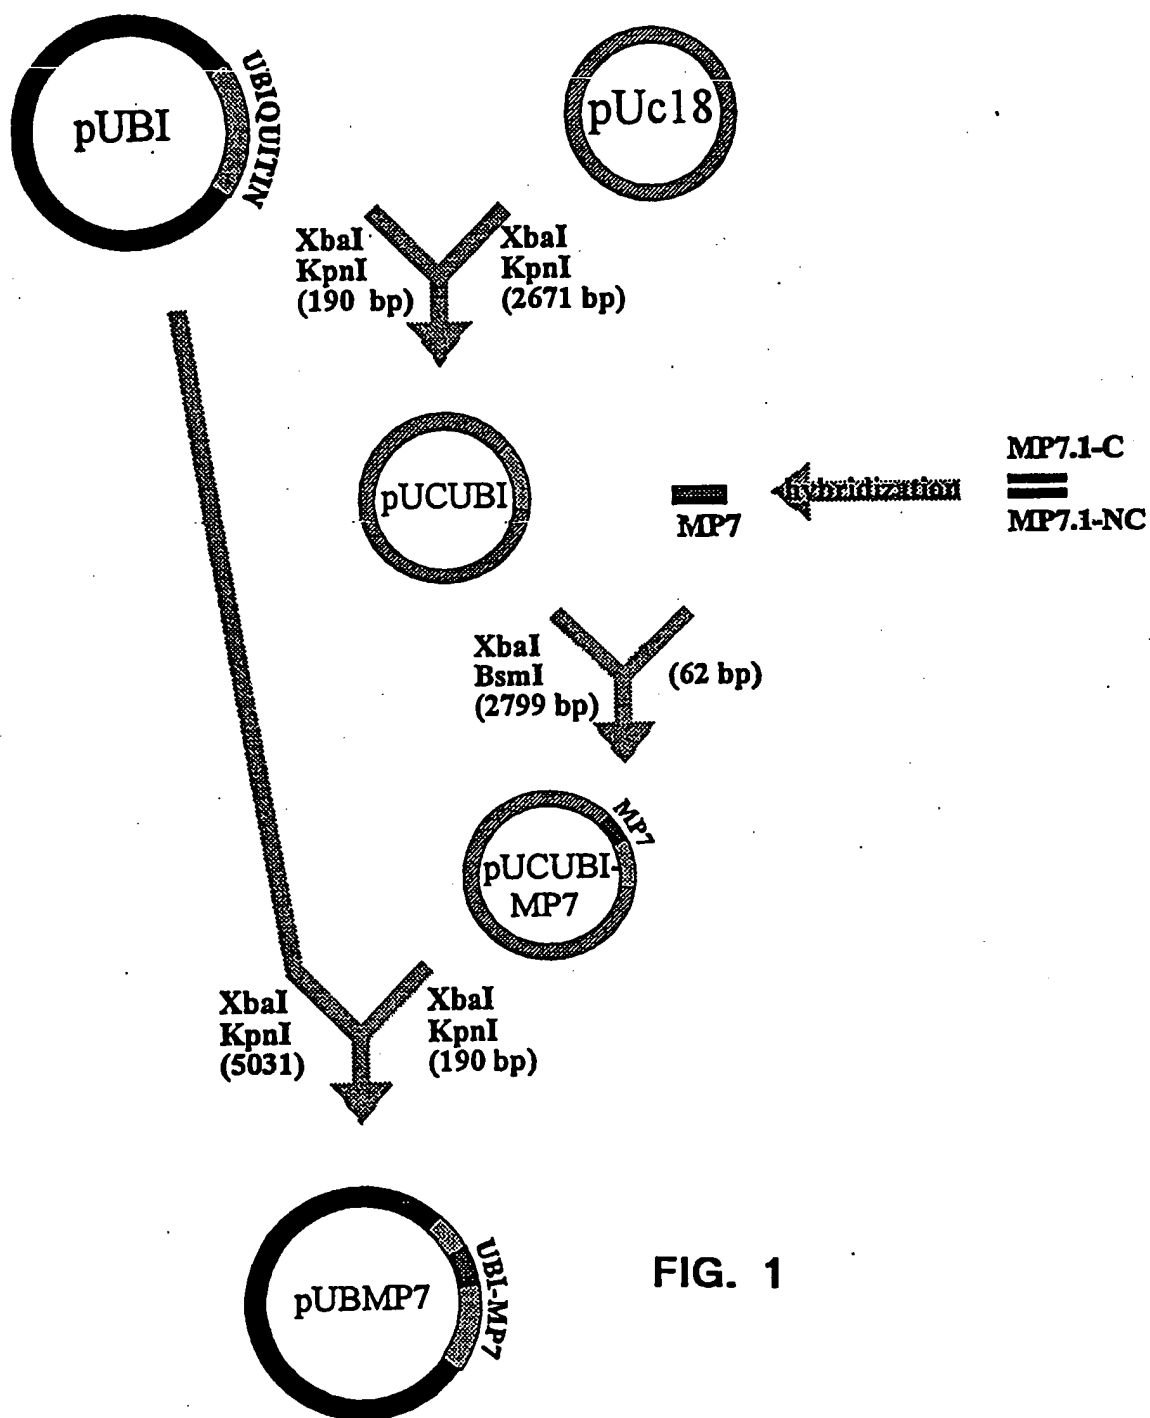 pUBI
UBIQUITIN
pUc18
XbaI
KpnI
(190 bp)
XbaI
KpnI
(2671 bp)
pUCUBI
MP7
hybridization
MP7.1-C
MP7.1-NC
XbaI
BsmI
(2799 bp)
(62 bp)
MP7
pUCUBI-
MP7
XbaI
KpnI
(5031)
XbaI
KpnI
(190 bp)
pUBMP7
UBI-MP7
FIG. 1